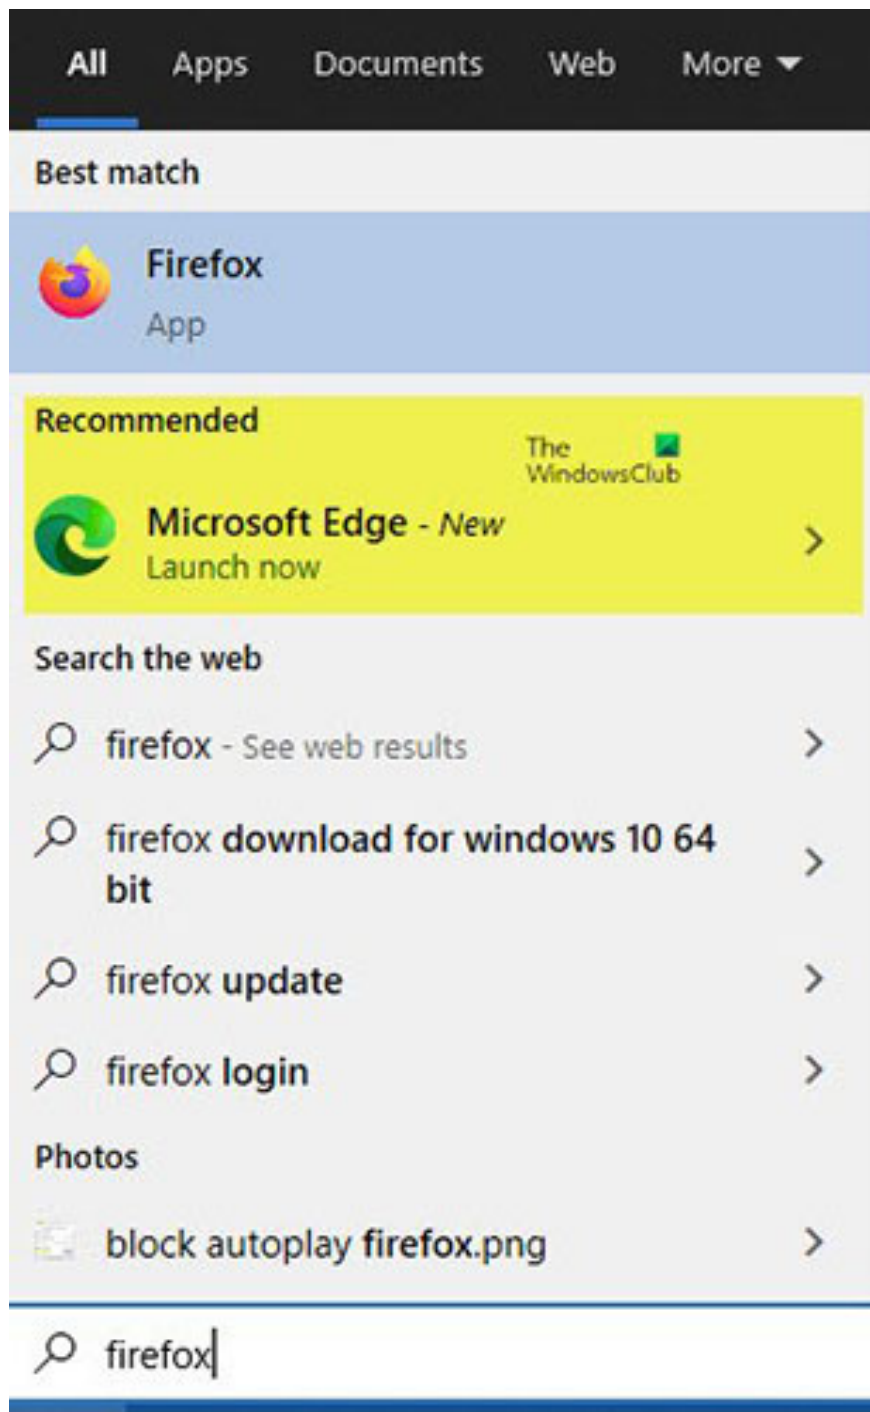 All Apps Documents Web More
Best match
Firefox
App
Recommended
The
WindowsClub
Microsoft Edge - New
Launch now
Search the web
firefox - See web results
firefox download for windows 10 64
bit
firefox update
firefox login
Photos
block autoplay firefox.png
firefox